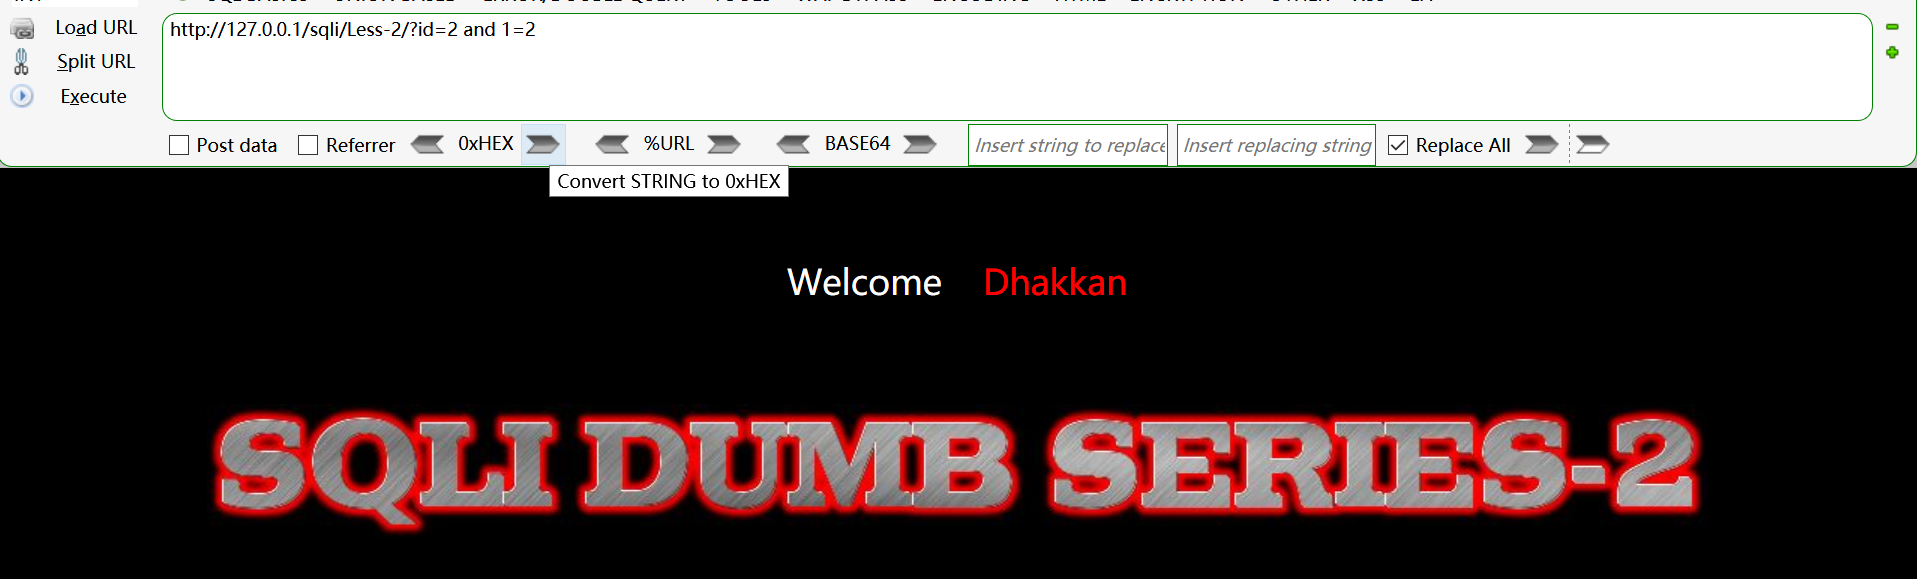 Load URL
http://127.0.0.1/sqli/Less-2/?id=2 and 1=2
Split URL
Execute
Post data Referrer 0xHEX %URL BASE64 Insert string to replace Insert replacing string Replace All
Convert STRING to 0xHEX
Welcome Dhakkan
SQLI DUMB SERIES-2